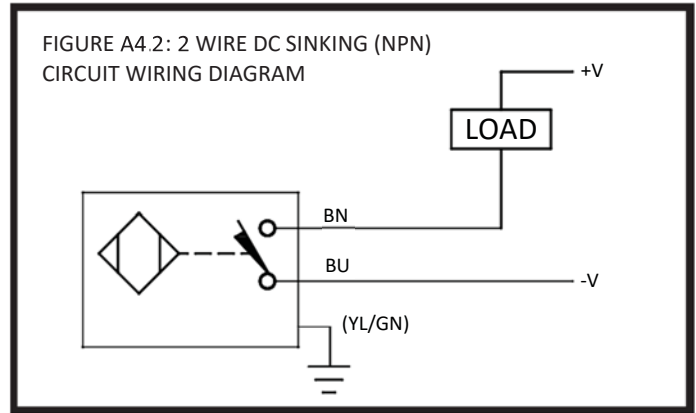 FIGURE A4.2: 2 WIRE DC SINKING (NPN)
CIRCUIT WIRING DIAGRAM
+V
LOAD
BN
BU
-V
(YL/GN)